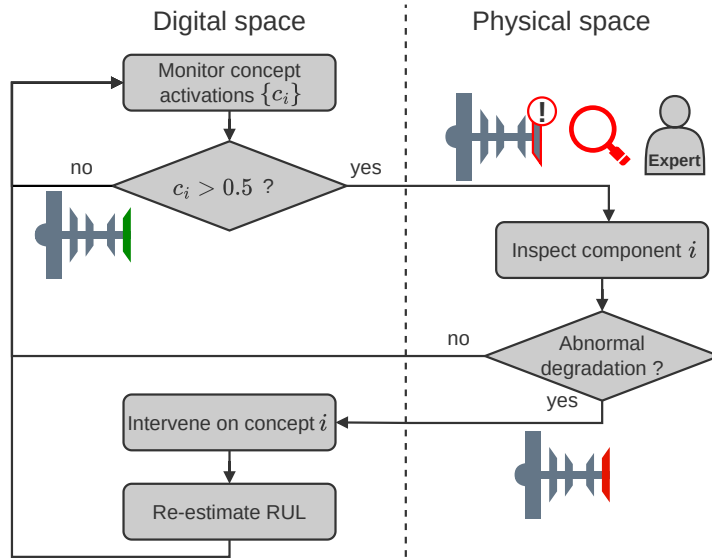 Digital space
Physical space
Monitor concept
activations {c_i}
!
Expert
no
yes
c_i > 0.5 ?
Inspect component i
no
Abnormal
degradation ?
yes
Intervene on concept i
Re-estimate RUL